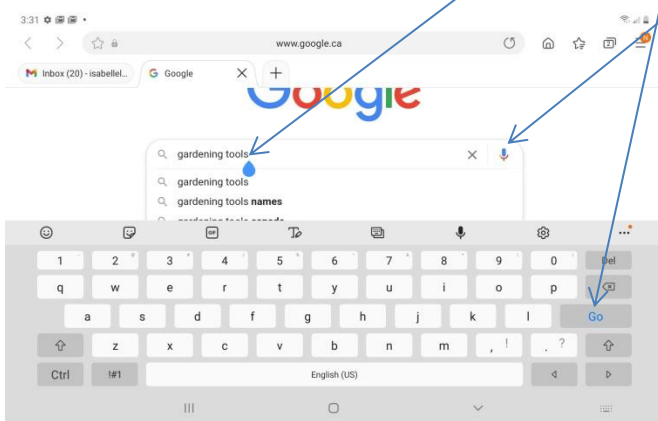 3:31
www.google.ca
Inbox (20) - isabellel... Google
Google
gardening tools
gardening tools
gardening tools names
GIF
1 2 3 4 5 6 7 8 9 0 Del
q w e r t y u i o p
a s d f g h j k l Go
z x c v b n m , ! . ?
Ctrl !#1 English (US)